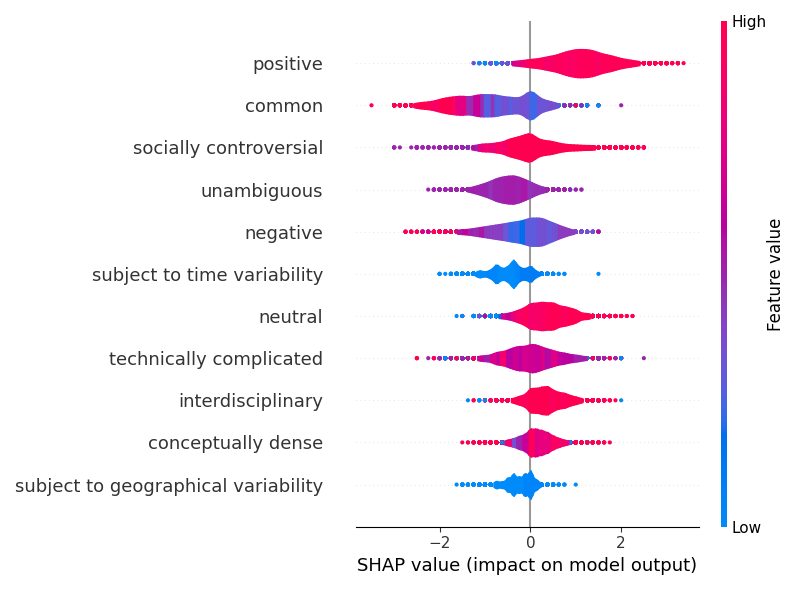 High
positive
common
socially controversial
unambiguous
negative
subject to time variability
neutral
technically complicated
interdisciplinary
conceptually dense
subject to geographical variability
Low
Feature value
−2
0
2
SHAP value (impact on model output)